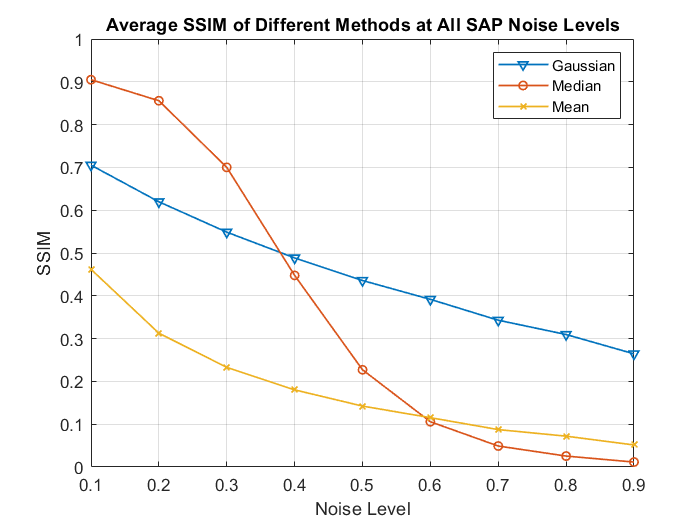 Average SSIM of Different Methods at All SAP Noise Levels
1
0.9
0.8
0.7
0.6
0.5
0.4
0.3
0.2
0.1
0
SSIM
Gaussian
Median
Mean
0.1 0.2 0.3 0.4 0.5 0.6 0.7 0.8 0.9
Noise Level